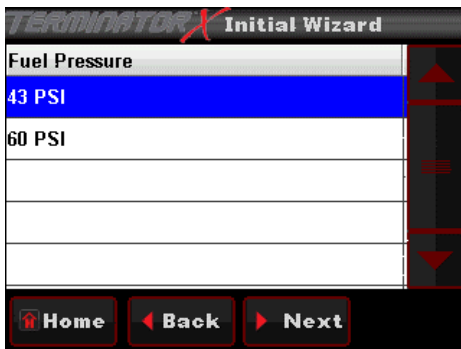 TERMINATOR X Initial Wizard
Fuel Pressure
43 PSI
60 PSI
Home Back Next